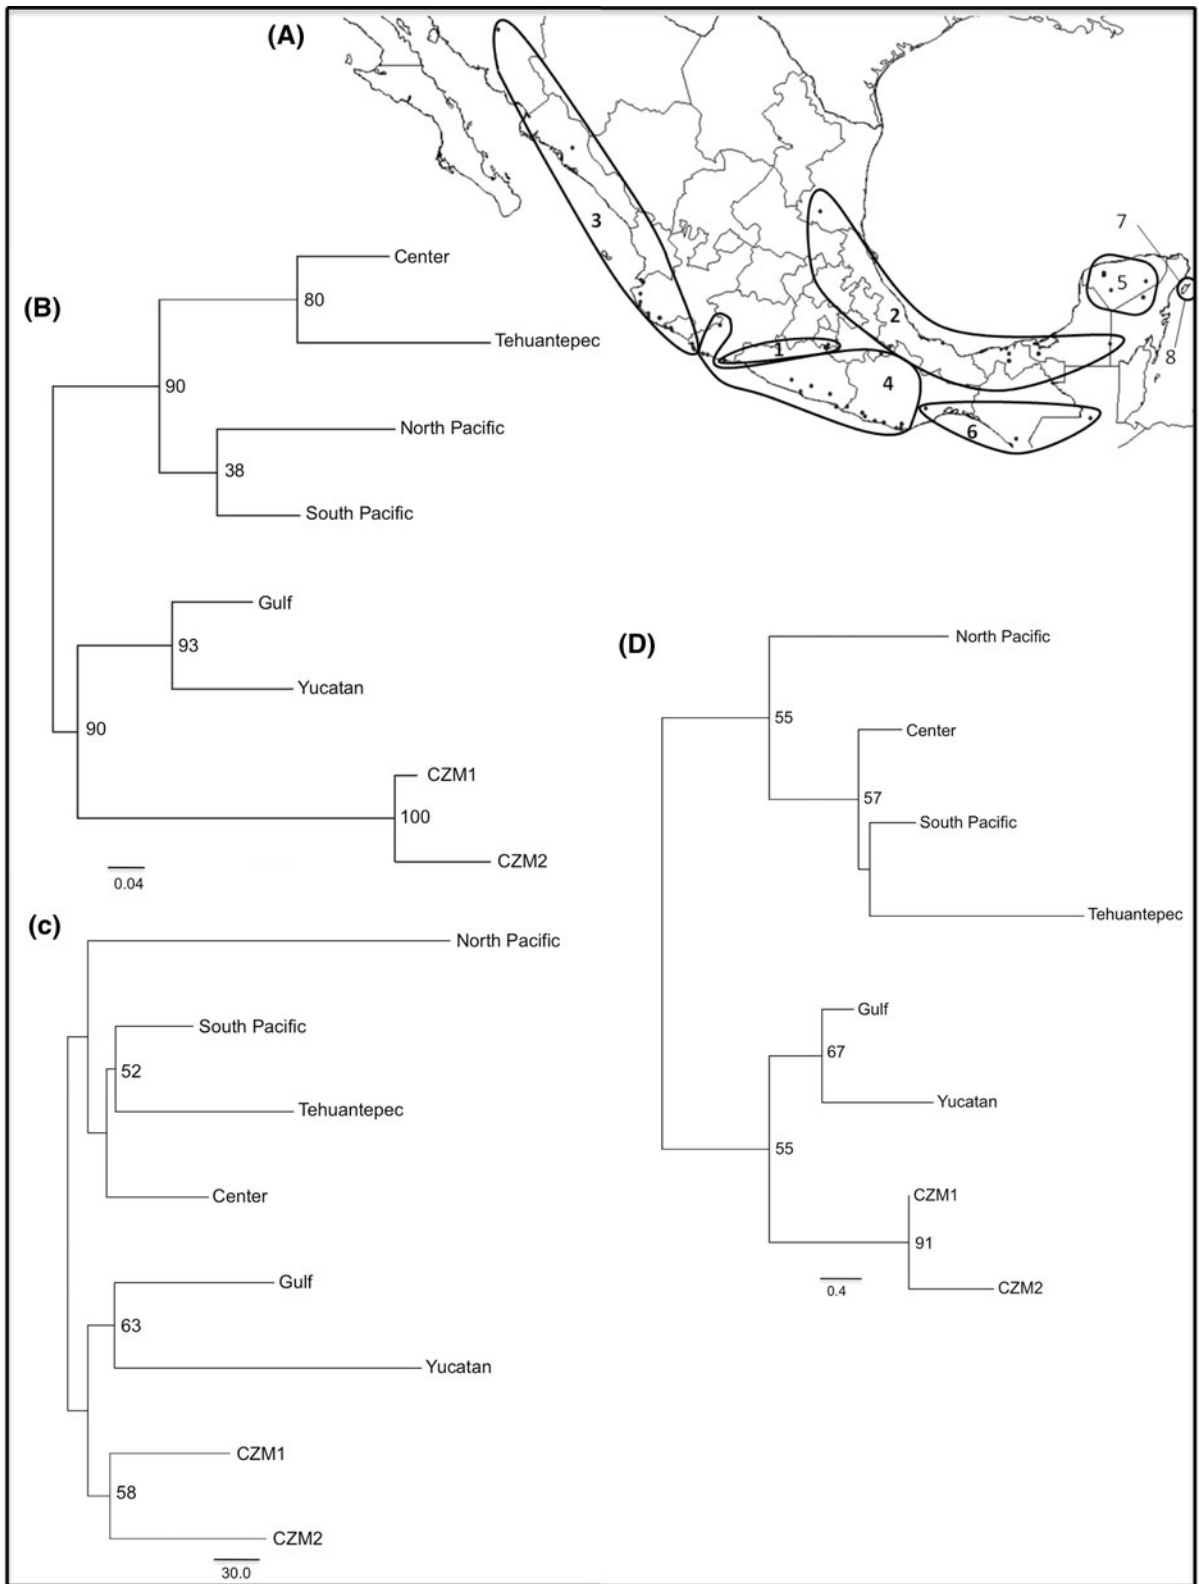 (A)
7
3
5
2
1
8
4
6
(B)
Center
80
Tehuantepec
90
North Pacific
38
South Pacific
Gulf
93
Yucatan
90
CZM1
100
CZM2
0.04
(D)
North Pacific
55
Center
57
South Pacific
Tehuantepec
Gulf
67
Yucatan
55
CZM1
91
CZM2
0.4
(c)
North Pacific
South Pacific
52
Tehuantepec
Center
Gulf
63
Yucatan
CZM1
58
CZM2
30.0